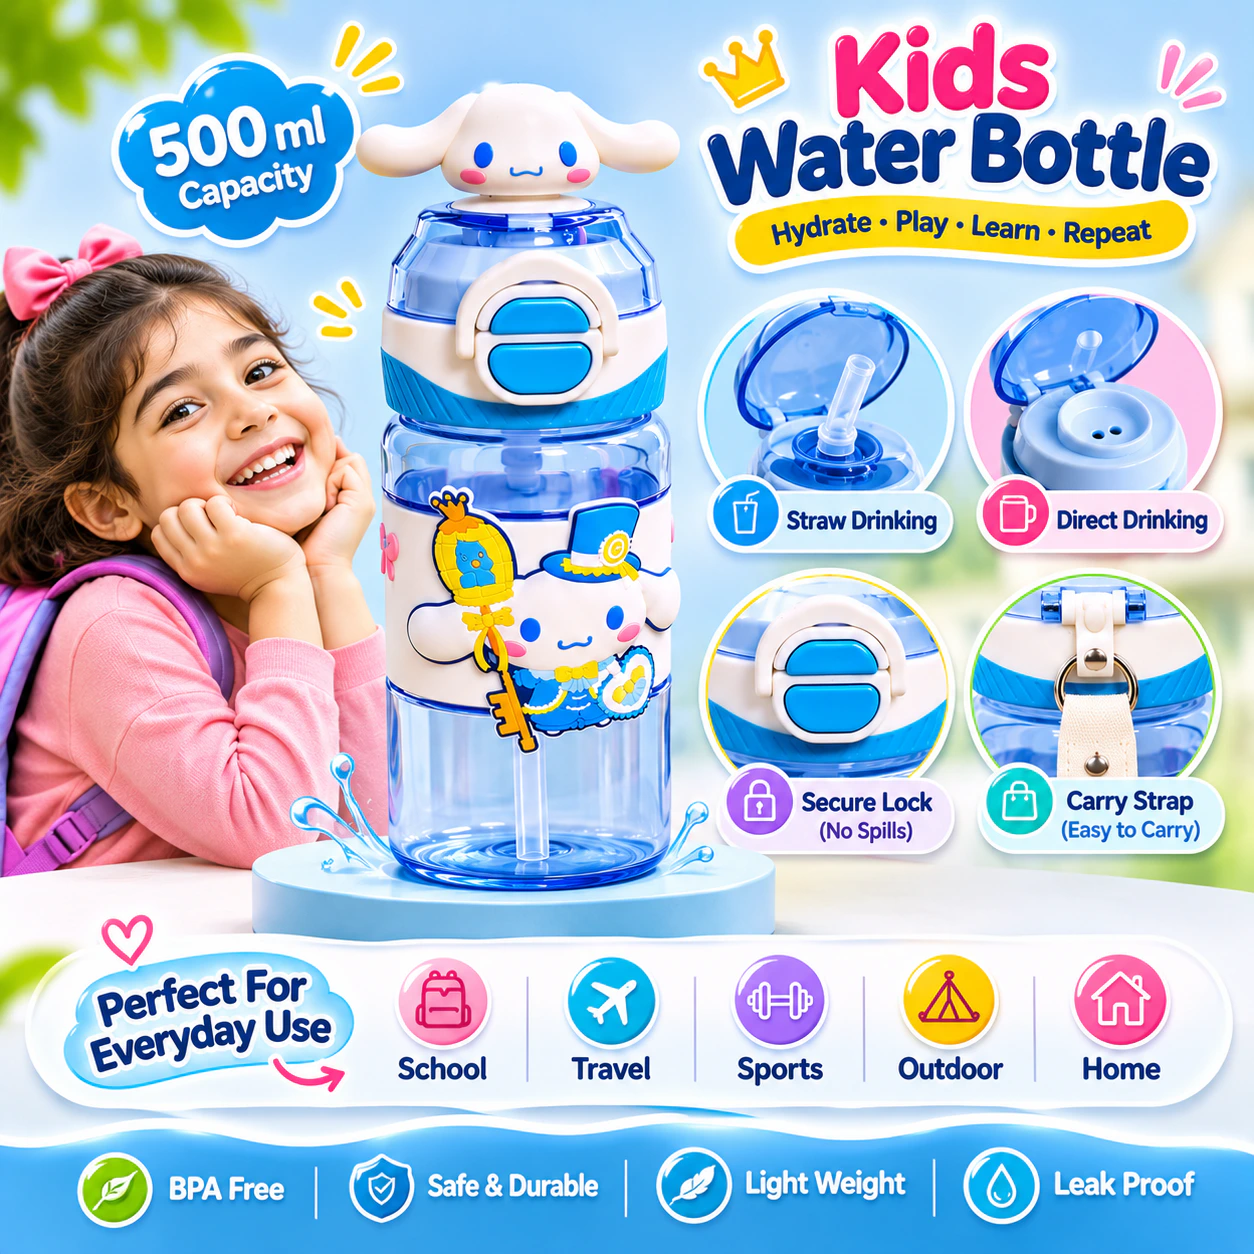 500 ml
Capacity
Kids
Water Bottle
Hydrate • Play • Learn • Repeat
Straw Drinking
Direct Drinking
Secure Lock
(No Spills)
Carry Strap
(Easy to Carry)
Perfect For
Everyday Use
School
Travel
Sports
Outdoor
Home
BPA Free
Safe & Durable
Light Weight
Leak Proof